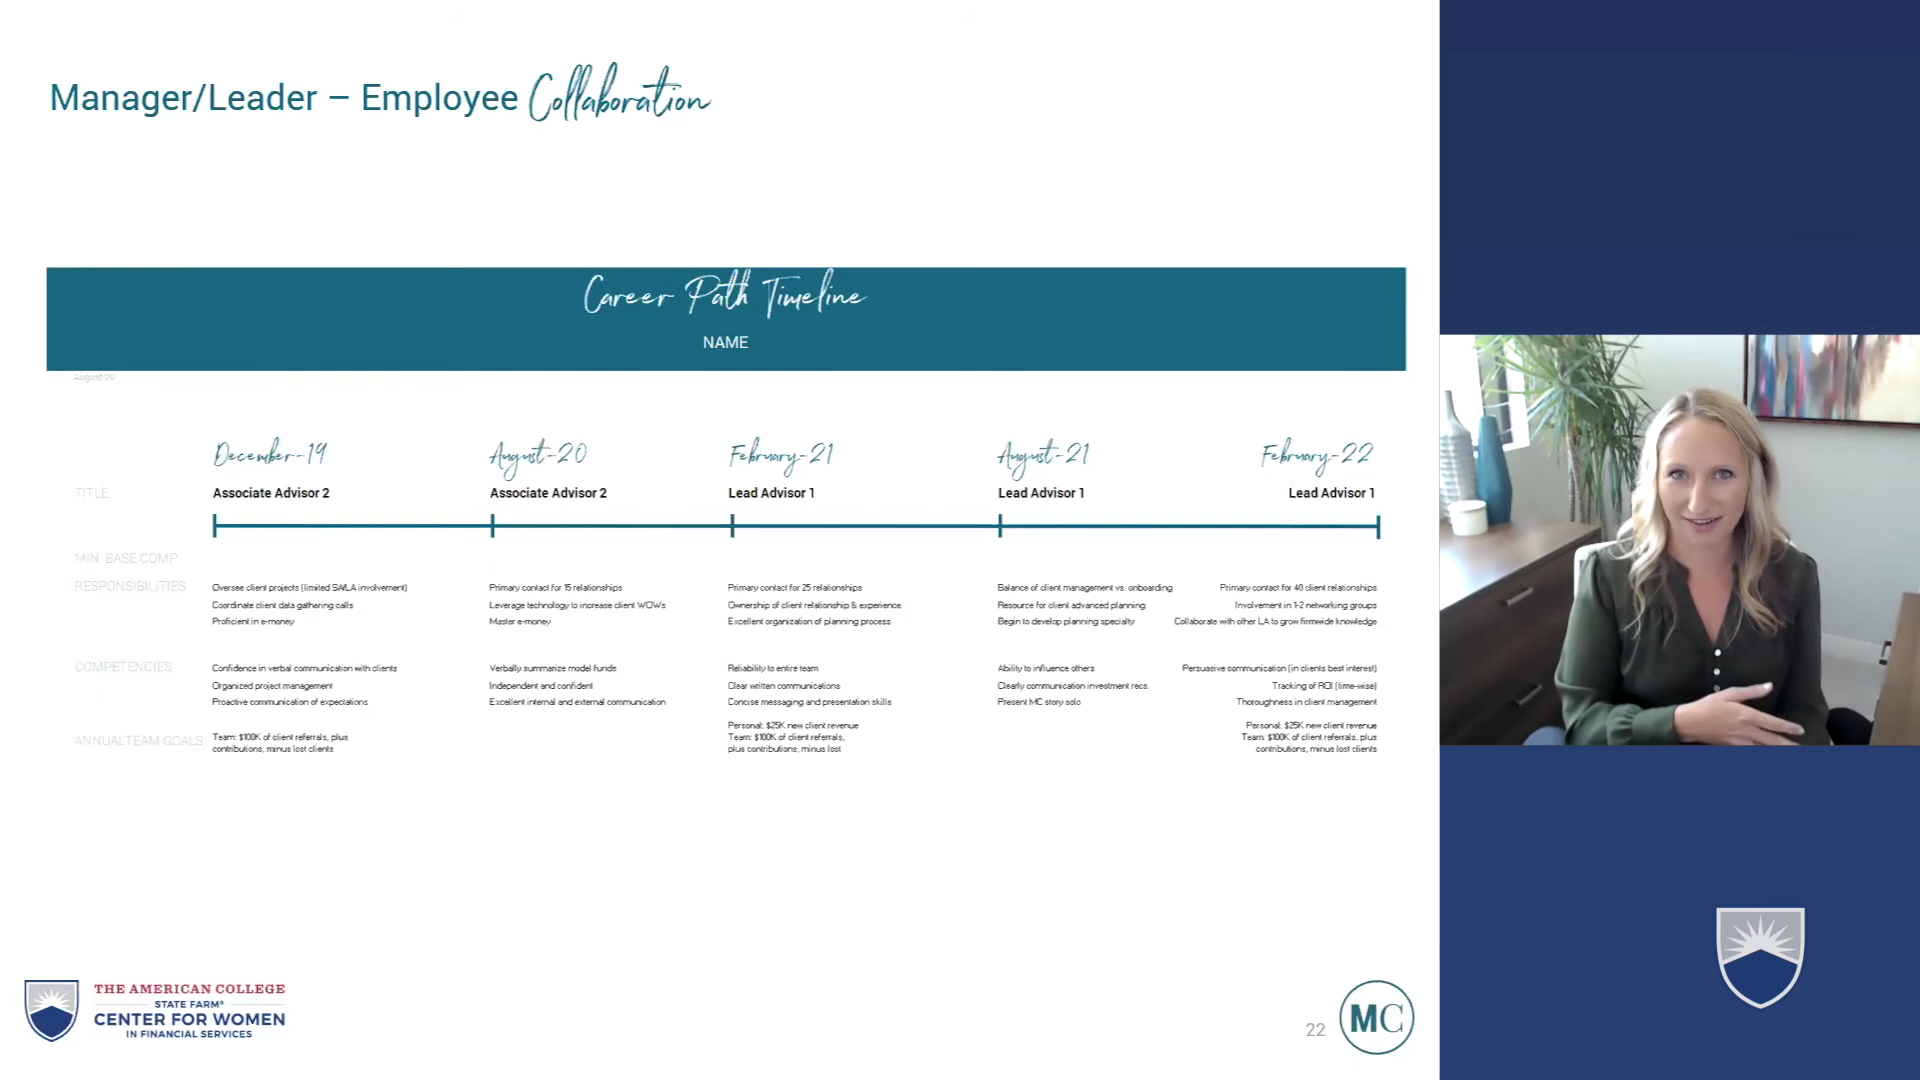 Manager/Leader – Employee Collaboration
Career Path Timeline
NAME
August-20
December-19 August-20 February-21 August-21 February-22
TITLE Associate Advisor 2 Associate Advisor 2 Lead Advisor 1 Lead Advisor 1 Lead Advisor 1
MIN. BASE COMP
RESPONSIBILITIES Oversee client projects (limited SA/LA involvement) Primary contact for 15 relationships Primary contact for 25 relationships Balance of client management vs. onboarding Primary contact for 40 client relationships
Coordinate client data gathering calls Leverage technology to increase client WOWs Ownership of client relationship & experience Resource for client advanced planning Involvement in 1-2 networking groups
Proficient in e-money Master e-money Excellent organization of planning process Begin to develop planning specialty Collaborate with other LA to grow firmwide knowledge
COMPETENCIES Confidence in verbal communication with clients Verbally summarize model funds Reliability to entire team Ability to influence others Persuasive communication (in clients best interest)
Organized project management Independent and confident Clear written communications Clearly communication investment recs. Tracking of ROI (time-wise)
Proactive communication of expectations Excellent internal and external communication Concise messaging and presentation skills Present MC story solo Thoroughness in client management
Personal: $25K new client revenue Personal: $25K new client revenue
ANNUALTEAM GOALS Team: $100K of client referrals, plus Team: $100K of client referrals, Team: $100K of client referrals, plus
contributions, minus lost clients plus contributions, minus lost contributions, minus lost clients
THE AMERICAN COLLEGE
STATE FARM®
CENTER FOR WOMEN
IN FINANCIAL SERVICES
22
MC